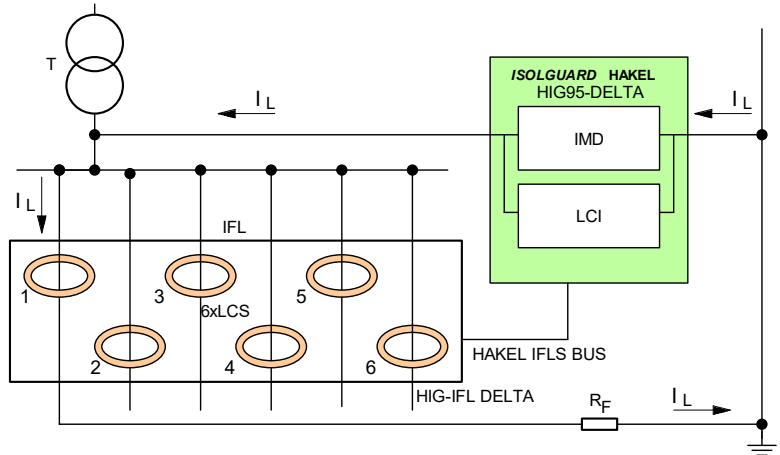 T
I L
ISOLGUARD HAKEL
HIG95-DELTA
I L
IMD
LCI
I L
IFL
1
3
5
6xLCS
2
4
6
HAKEL IFLS BUS
HIG-IFL DELTA
RF
I L